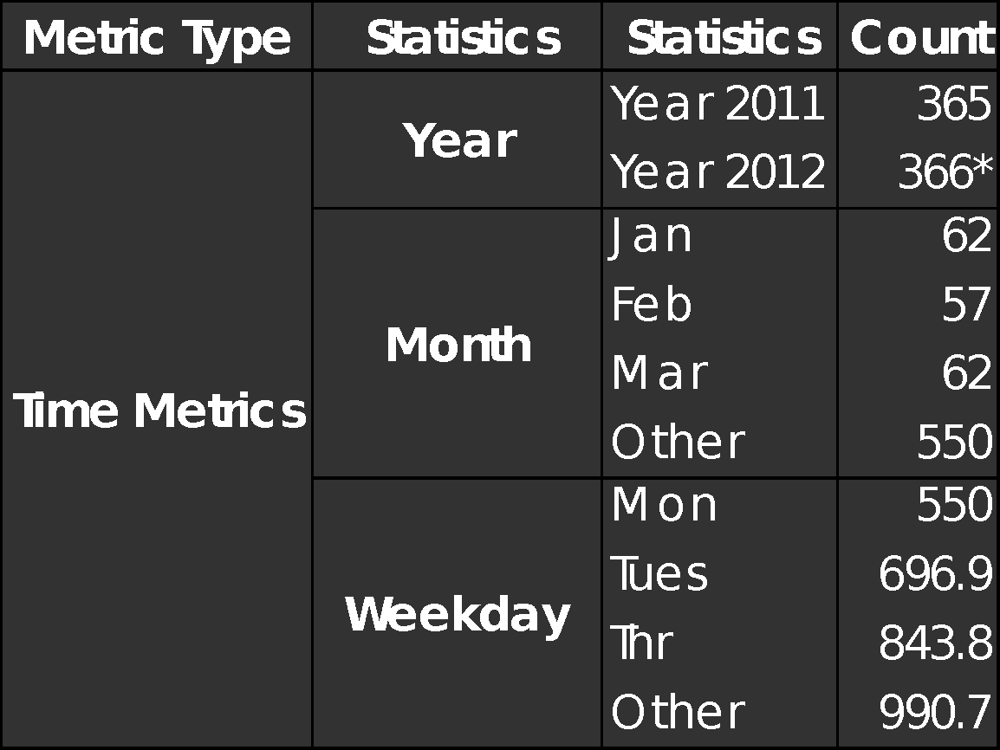 Metric Type Statistics Statistics Count
Year 2011 365
Year
Year 2012 366*
Jan 62
Feb 57
Month
Mar 62
Time Metrics
Other 550
Mon 550
Tues 696.9
Weekday
Thr 843.8
Other 990.7